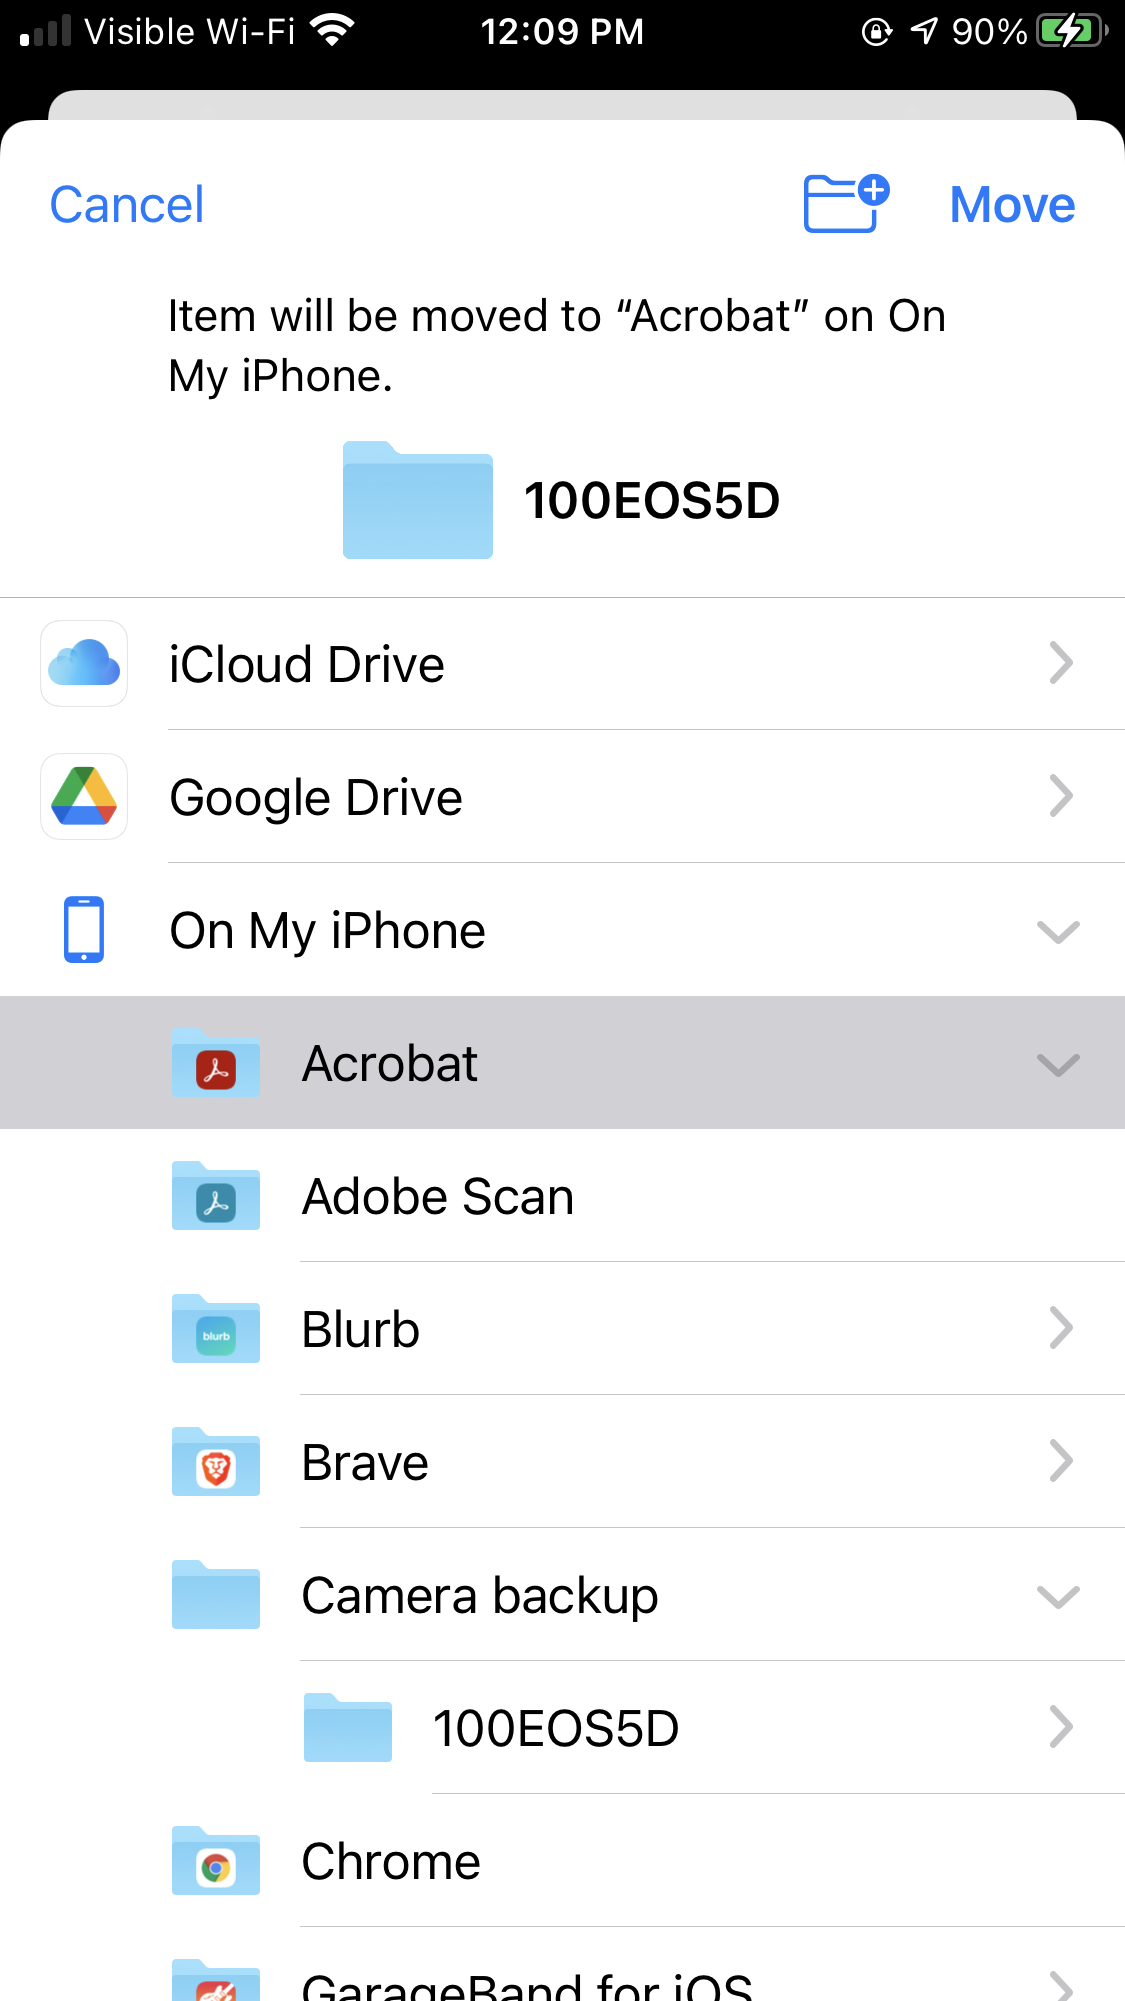 Visible Wi-Fi 12:09 PM 90%
Cancel Move
Item will be moved to “Acrobat” on On
My iPhone.
100EOS5D
iCloud Drive
Google Drive
On My iPhone
Acrobat
Adobe Scan
blurb Blurb
Brave
Camera backup
100EOS5D
Chrome
GarageBand for iOS